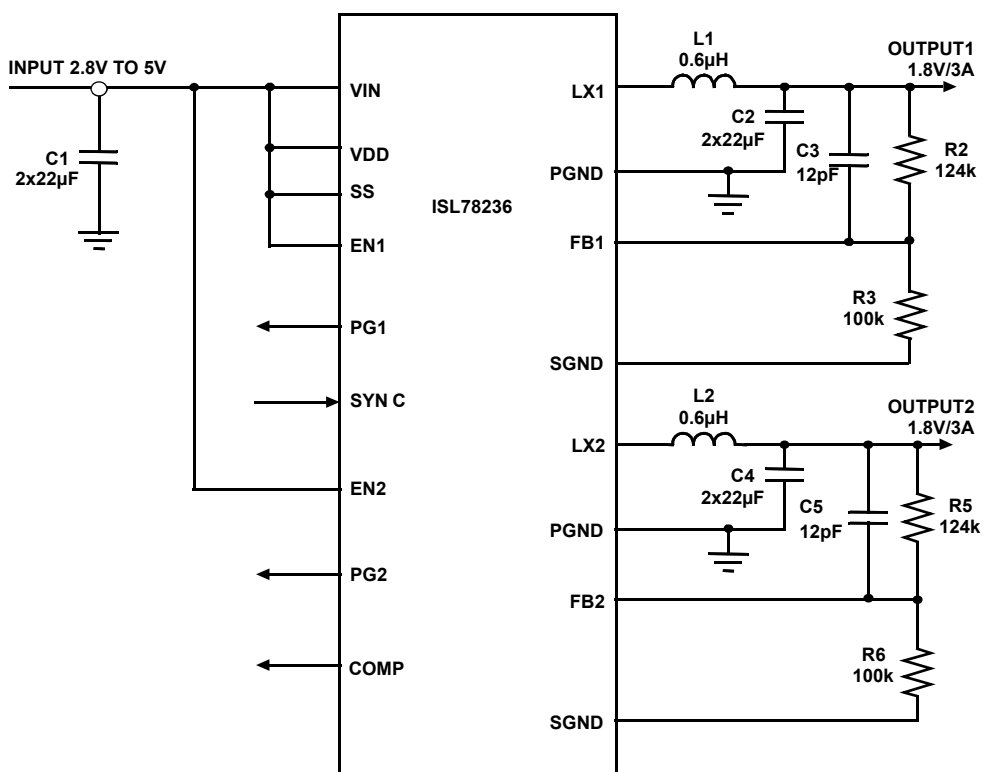 INPUT 2.8V TO 5V
C1
2x22µF
VIN
VDD
SS
EN1
PG1
SYN C
EN2
PG2
COMP
ISL78236
LX1
PGND
FB1
SGND
LX2
PGND
FB2
SGND
L1
0.6µH
C2
2x22µF
C3
12pF
OUTPUT1
1.8V/3A
R2
124k
R3
100k
L2
0.6µH
C4
2x22µF
C5
12pF
OUTPUT2
1.8V/3A
R5
124k
R6
100k